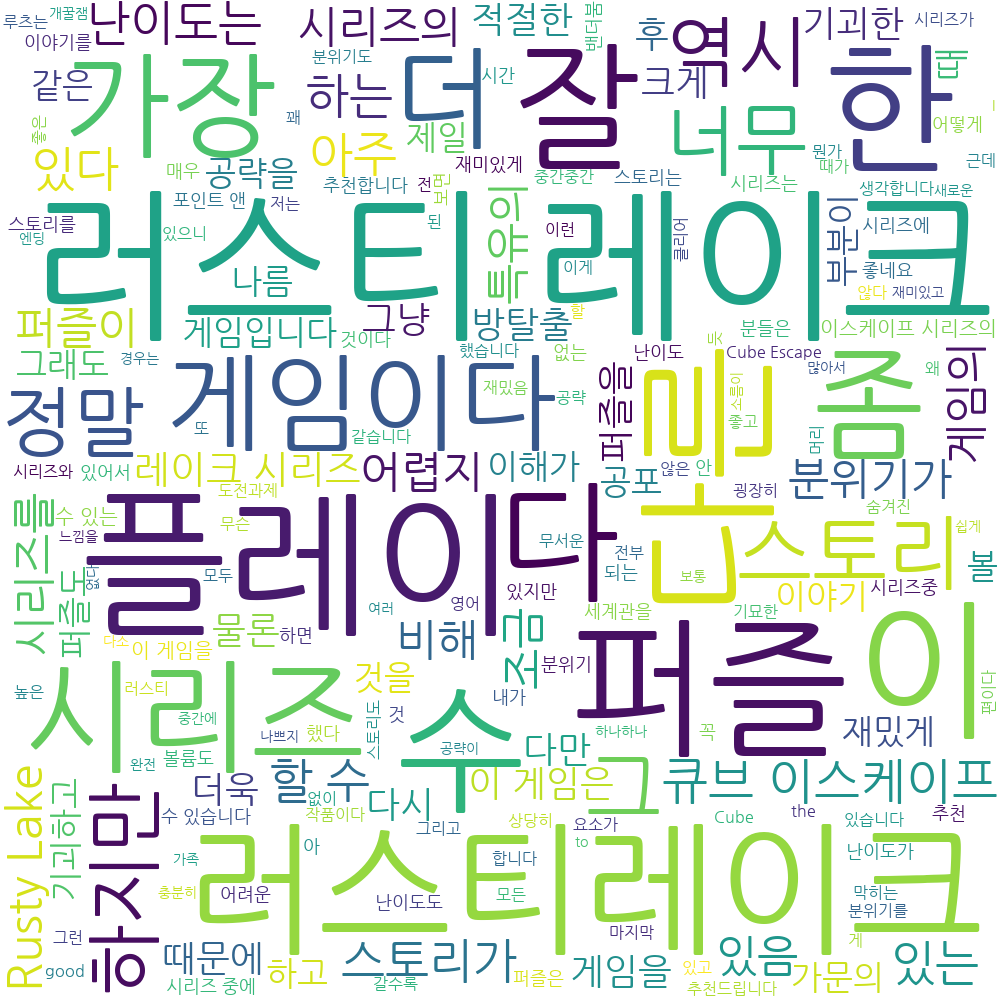 개꿀잼
루츠는
이야기를
난이도는
시리즈의
분위기도
적절한
밴더붐
후
역시
기괴한
시리즈가
같은
가장
하는
꽤
더
시간
잘
크게
한
때
좋은
있다
매우
공략을
아주
제일
추천합니다
전
재미있게
너무
뭔가
때가
어떻게
근데
중간중간
스토리는
시리즈는
생각합니다
새로운
스토리를
포인트 앤
저는
보면
엔딩
있으니
된
러스티
레이크
나름
특유의
이런
이게
클리어
부분이
시리즈에
좋네요
않다
재미있고
퍼즐이
게임입니다
그냥
것이다
방탈출
할
분들은
듯
이스케이프 시리즈의
그래도
경우는
했습니다
없는
난이도
Cube Escape
많아서
왜
게임의
정말
게임이다
재밌음
공략
퍼즐을
린
소름이
좋고
좀
또
같습니다
머리
시리즈와
있어서
레이크 시리즈
어렵지
이해가
공포
않은
안
굉장히
분위기가
도전과제
숨겨진
시리즈를
수 있는
느낌을
무슨
플레이
다
무서운
전부
스토리
쉽게
퍼즐도
없다
모두
있지만
되는
보통
볼
여러
영어
세계관을
이야기
시리즈중
기묘한
다소
이 게임을
물론
하면
비해
조금
분위기
퍼즐
이
높은
러스티
시리즈
것을
수
내가
편이다
중간에
나쁘지
했다
스토리도
것
하나하나
꼭
재밌게
완전
볼륨도
공략이
다만
Rusty Lake
하지만
기괴하고
더욱
할 수
없이
다시
이 게임은
그
큐브 이스케이프
수 있습니다
작품이다
그리고
상당히
요소가
Cube
the
추천
있습니다
아
러스티레이크
합니다
to
난이도가
가족
충분히
어려운
난이도도
모든
막히는
분위기를
그런
마지막
게
good
때문에
하고
스토리가
게임을
있음
가문의
있는
시리즈 중에
갈수록
퍼즐은
있고
추천드립니다